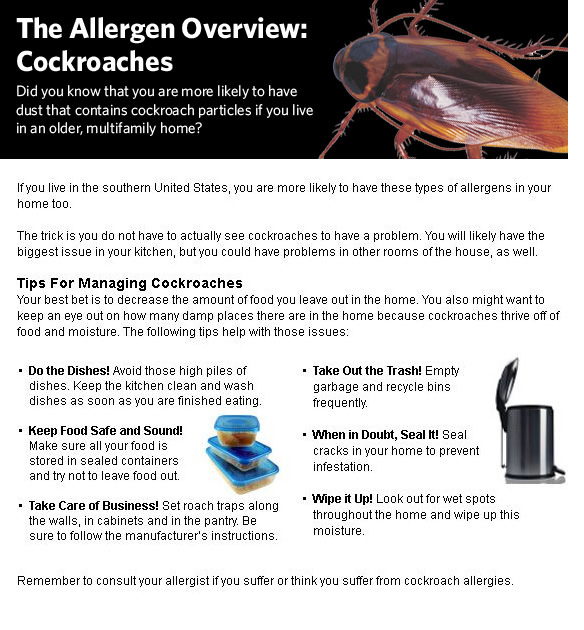 The Allergen Overview:
Cockroaches
Did you know that you are more likely to have
dust that contains cockroach particles if you live
in an older, multifamily home?
If you live in the southern United States, you are more likely to have these types of allergens in your
home too.
The trick is you do not have to actually see cockroaches to have a problem. You will likely have the
biggest issue in your kitchen, but you could have problems in other rooms of the house, as well.
Tips For Managing Cockroaches
Your best bet is to decrease the amount of food you leave out in the home. You also might want to
keep an eye out on how many damp places there are in the home because cockroaches thrive off of
food and moisture. The following tips help with those issues:
• Do the Dishes! Avoid those high piles of
dishes. Keep the kitchen clean and wash
dishes as soon as you are finished eating.
• Keep Food Safe and Sound!
Make sure all your food is
stored in sealed containers
and try not to leave food out.
• Take Care of Business! Set roach traps along
the walls, in cabinets and in the pantry. Be
sure to follow the manufacturer's instructions.
• Take Out the Trash! Empty
garbage and recycle bins
frequently.
• When in Doubt, Seal It! Seal
cracks in your home to prevent
infestation.
• Wipe it Up! Look out for wet spots
throughout the home and wipe up this
moisture.
Remember to consult your allergist if you suffer or think you suffer from cockroach allergies.